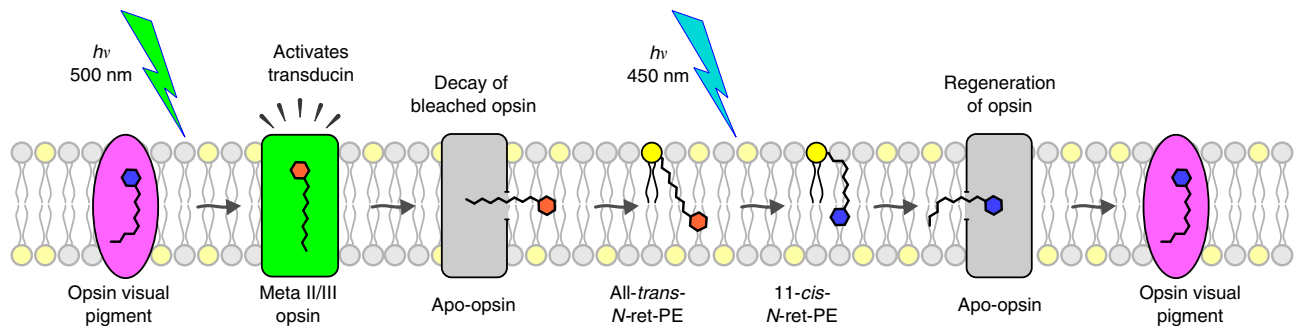 hν
500 nm
Activates
transducin
Decay of
bleached opsin
hν
450 nm
Regeneration
of opsin
Opsin visual
pigment
Meta II/III
opsin
Apo-opsin
All-trans-
N-ret-PE
11-cis-
N-ret-PE
Apo-opsin
Opsin visual
pigment